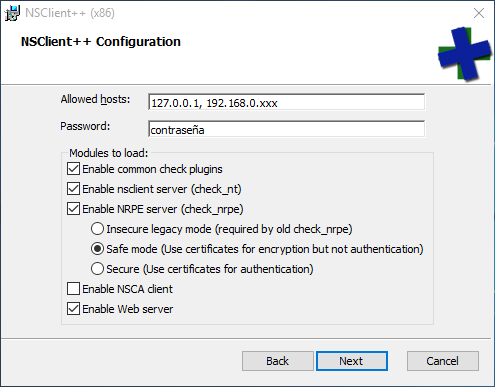 NSClient++ (x86)
NSClient++ Configuration
Allowed hosts: 127.0.0.1, 192.168.0.xxx
Password: contraseña
Modules to load:
Enable common check plugins
Enable nsclient server (check_nt)
Enable NRPE server (check_nrpe)
Insecure legacy mode (required by old check_nrpe)
Safe mode (Use certificates for encryption but not authentication)
Secure (Use certificates for authentication)
Enable NSCA client
Enable Web server
Back Next Cancel